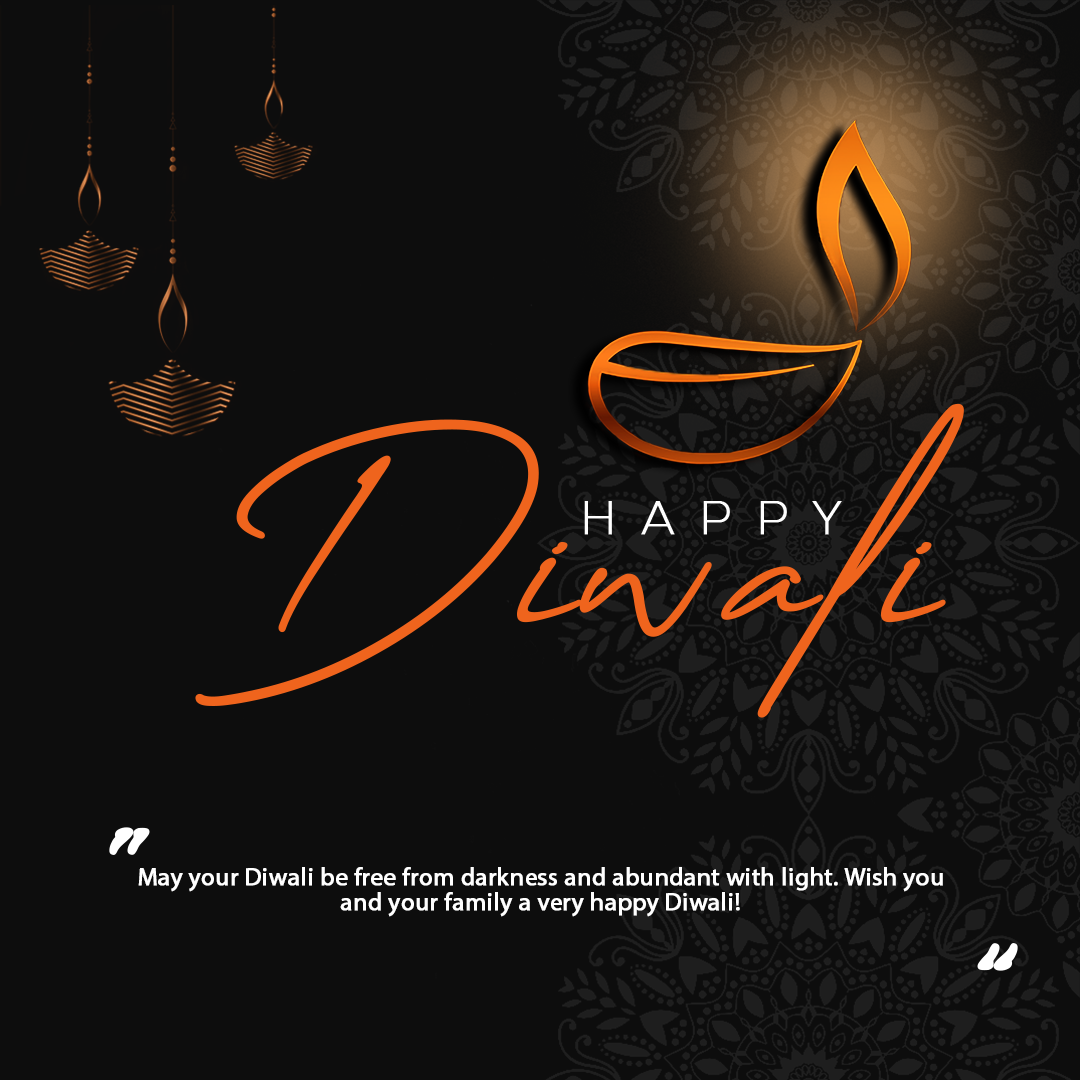 HAPPY
Diwali
"
May your Diwali be free from darkness and abundant with light. Wish you
and your family a very happy Diwali!
"